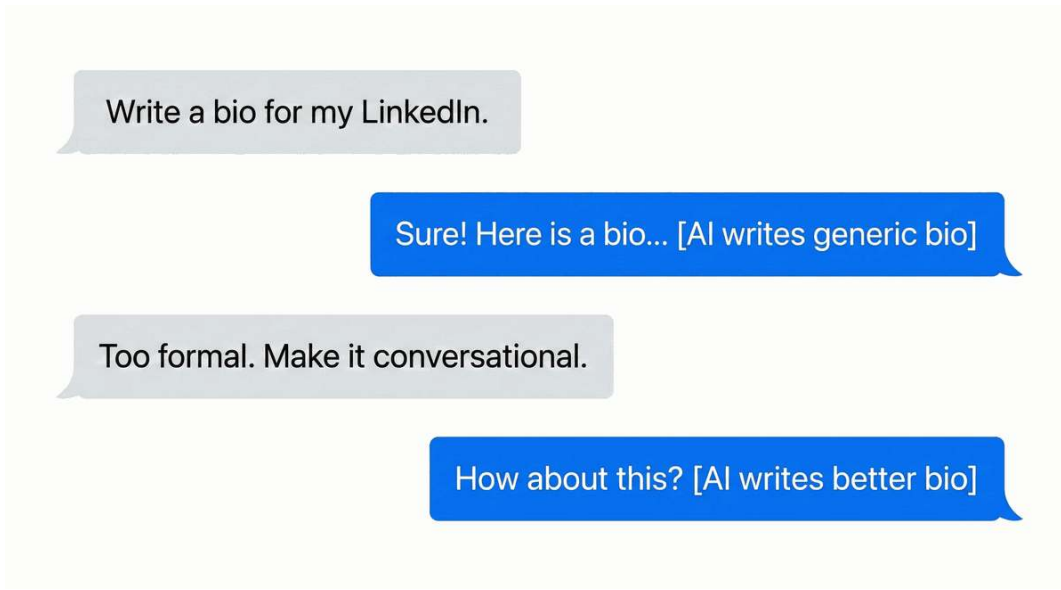 Write a bio for my LinkedIn.
Sure! Here is a bio... [AI writes generic bio]
Too formal. Make it conversational.
How about this? [AI writes better bio]